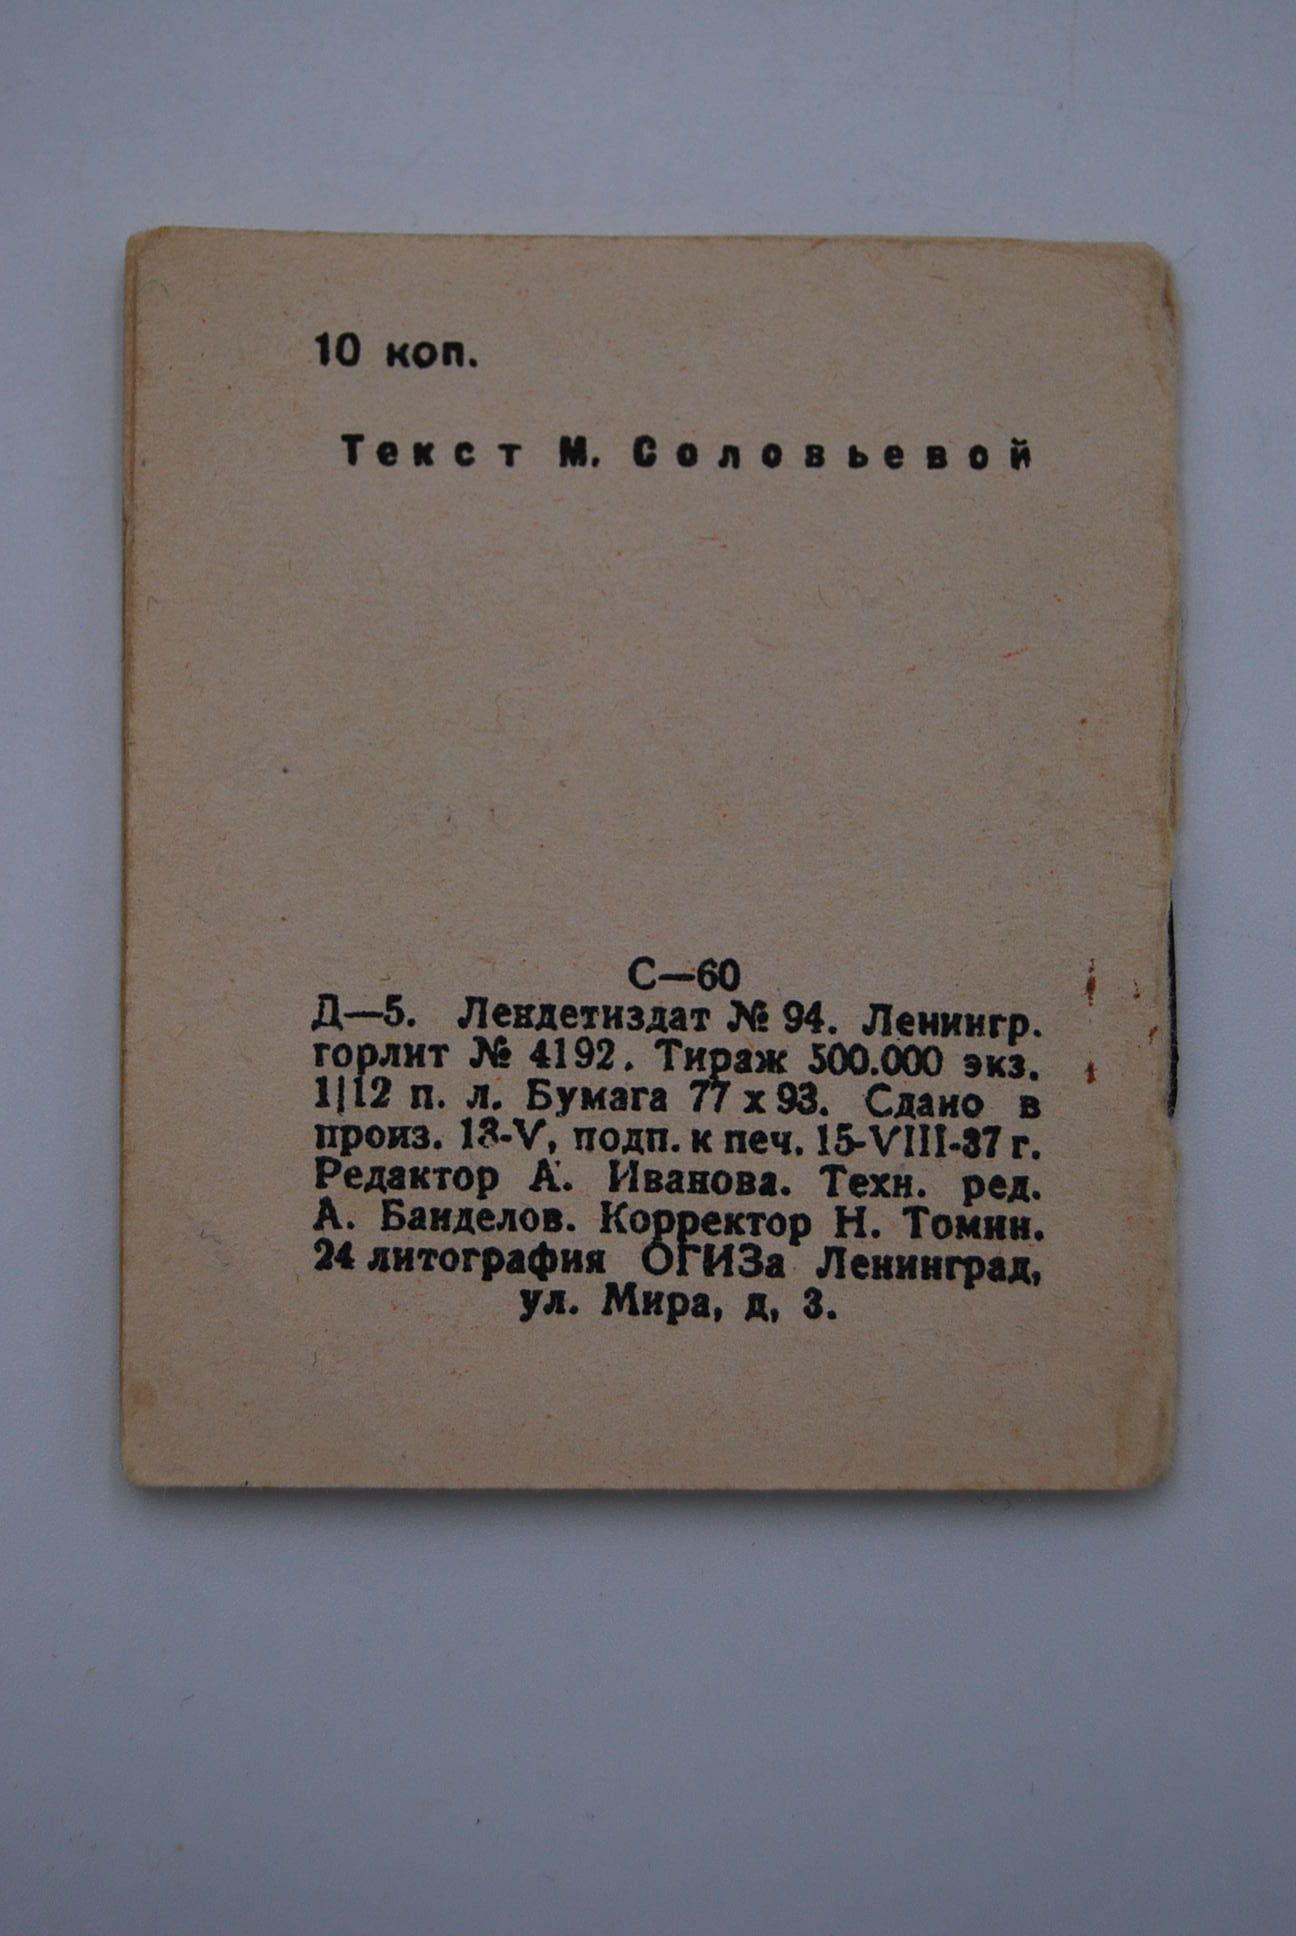 10 коп.
Текст М. Соловьевой
С—60
Д—5. Лендетиздат № 94. Ленингр.
горлит № 4192. Тираж 500.000 экз.
1|12 п. л. Бумага 77 х 93. Сдано в
произ. 13-V, подп. к печ. 15-VIII-37 г.
Редактор А. Иванова. Техн. ред.
А. Банделов. Корректор Н. Томин.
24 литография ОГИЗа Ленинград,
ул. Мира, д, 3.